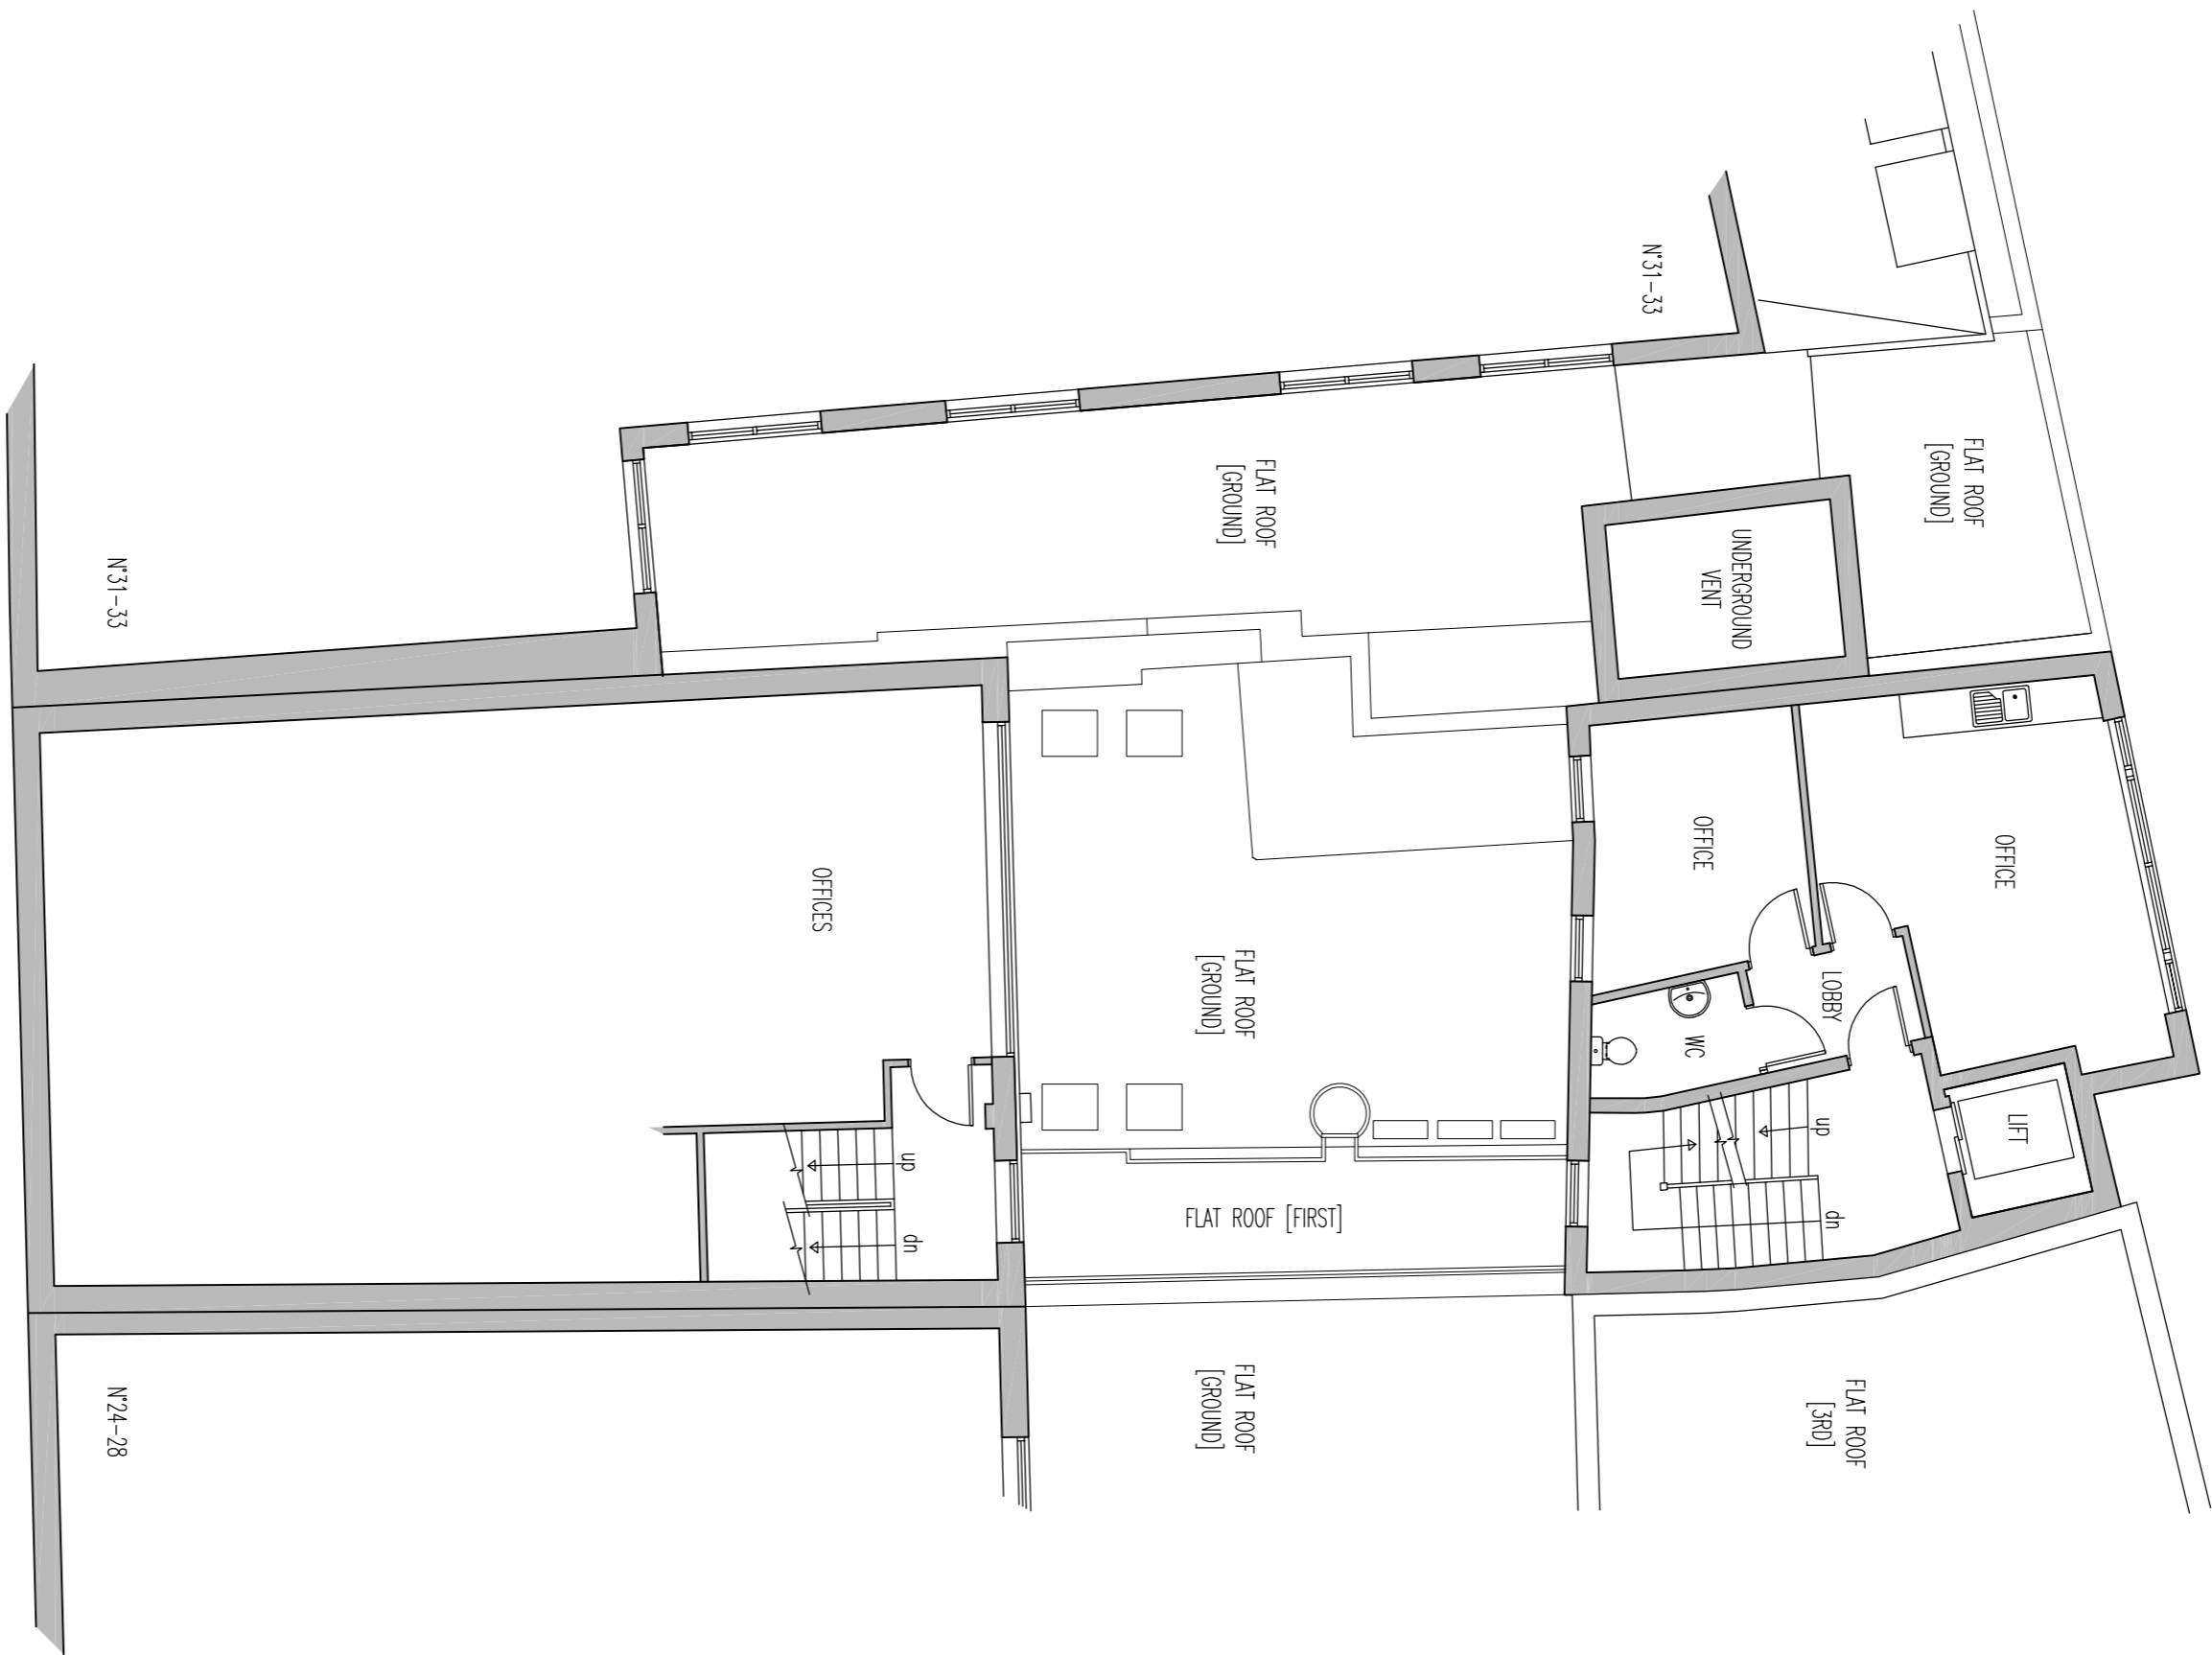 N°31-33
FLAT ROOF
[GROUND]
FLAT ROOF
[GROUND]
UNDERGROUND
VENT
N°31-33
OFFICE
OFFICE
OFFICES
LOBBY
FLAT ROOF
[GROUND]
WC
LIFT
up
dn
up
dn
FLAT ROOF [FIRST]
FLAT ROOF
[GROUND]
FLAT ROOF
[3RD]
N°24-28